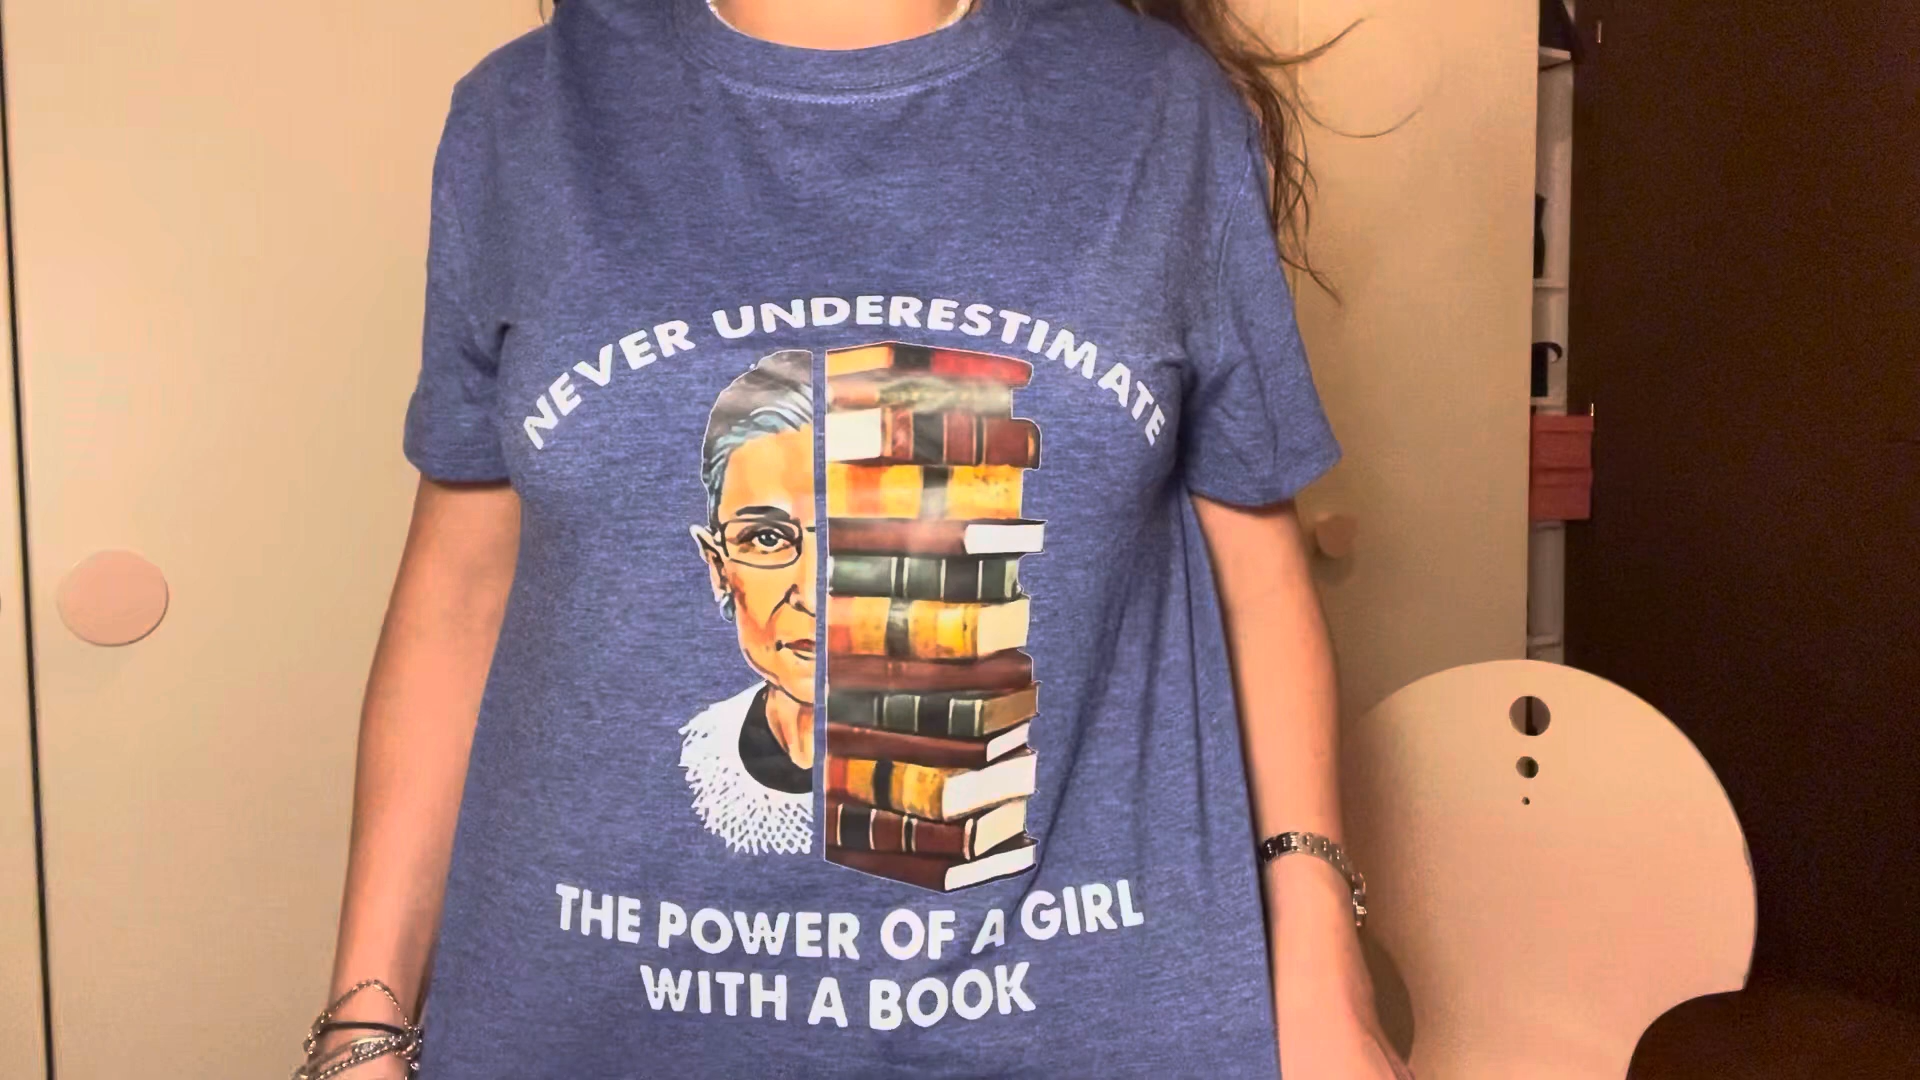 NEVER UNDERESTIMATE
THE POWER OF A GIRL
WITH A BOOK